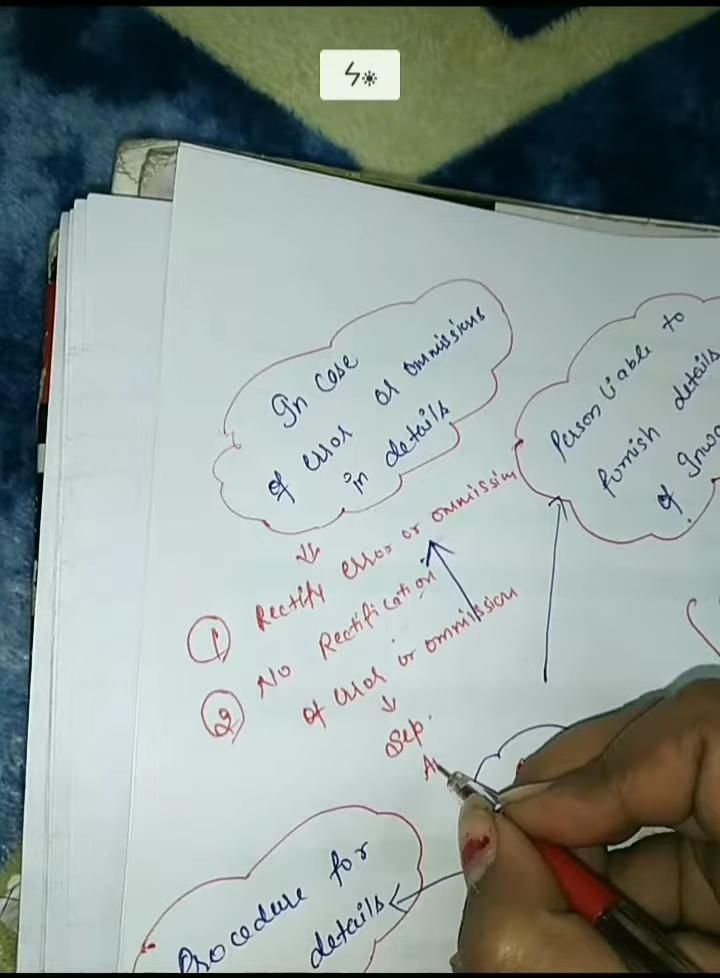 In case
of error or ommissions
in details
Person liable to
furnish details
of Inwa
1 Rectify error or ommission
2 No Rectification
of error or ommission
Sep.
A
Procedure for
details